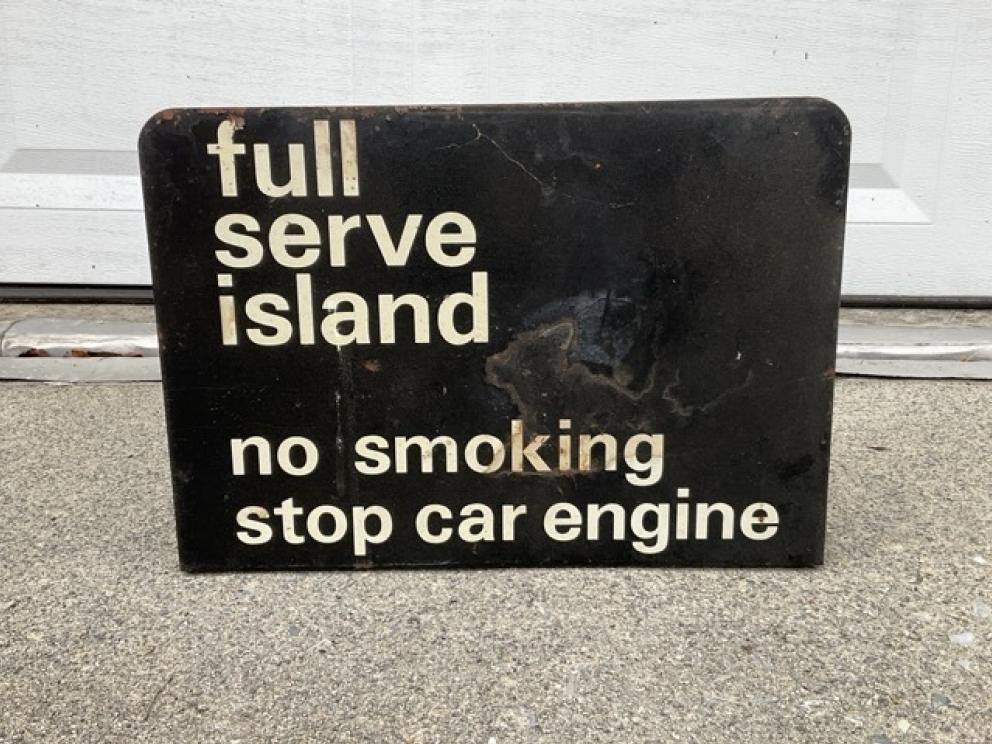 full
serve
island
no smoking
stop car engine